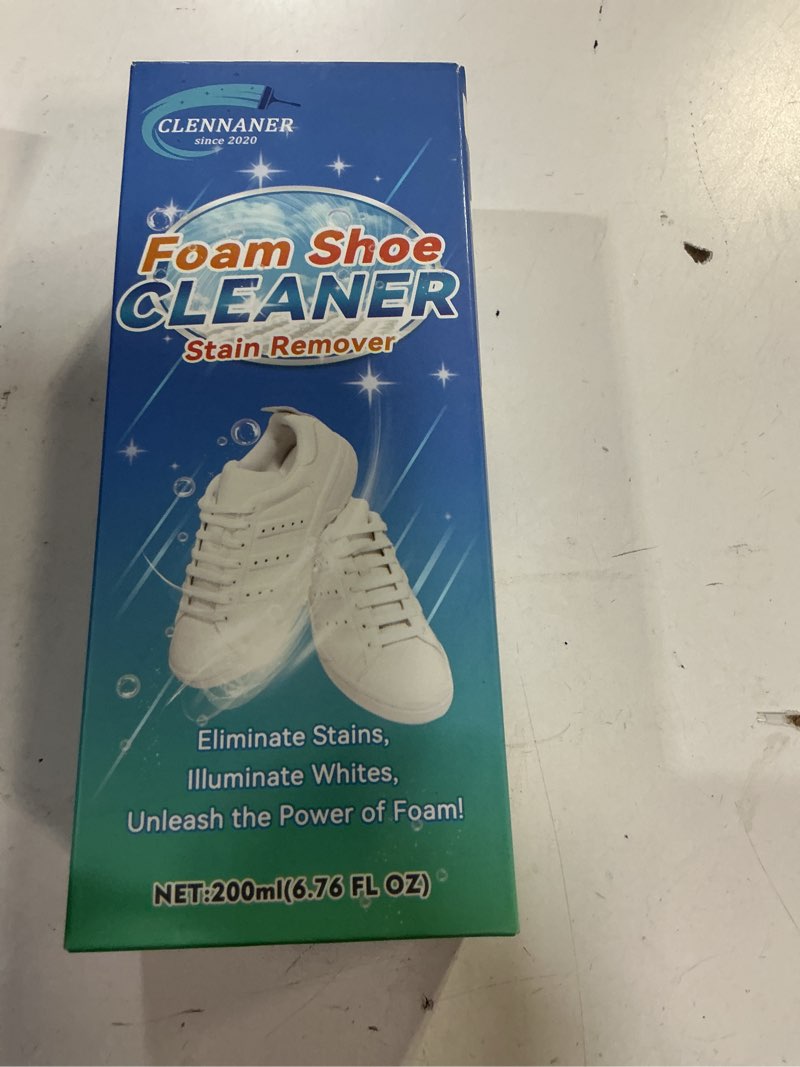 CLENNANER
since 2020
Foam Shoe
CLEANER
Stain Remover
Eliminate Stains,
Illuminate Whites,
Unleash the Power of Foam!
NET:200ml(6.76 FL OZ)